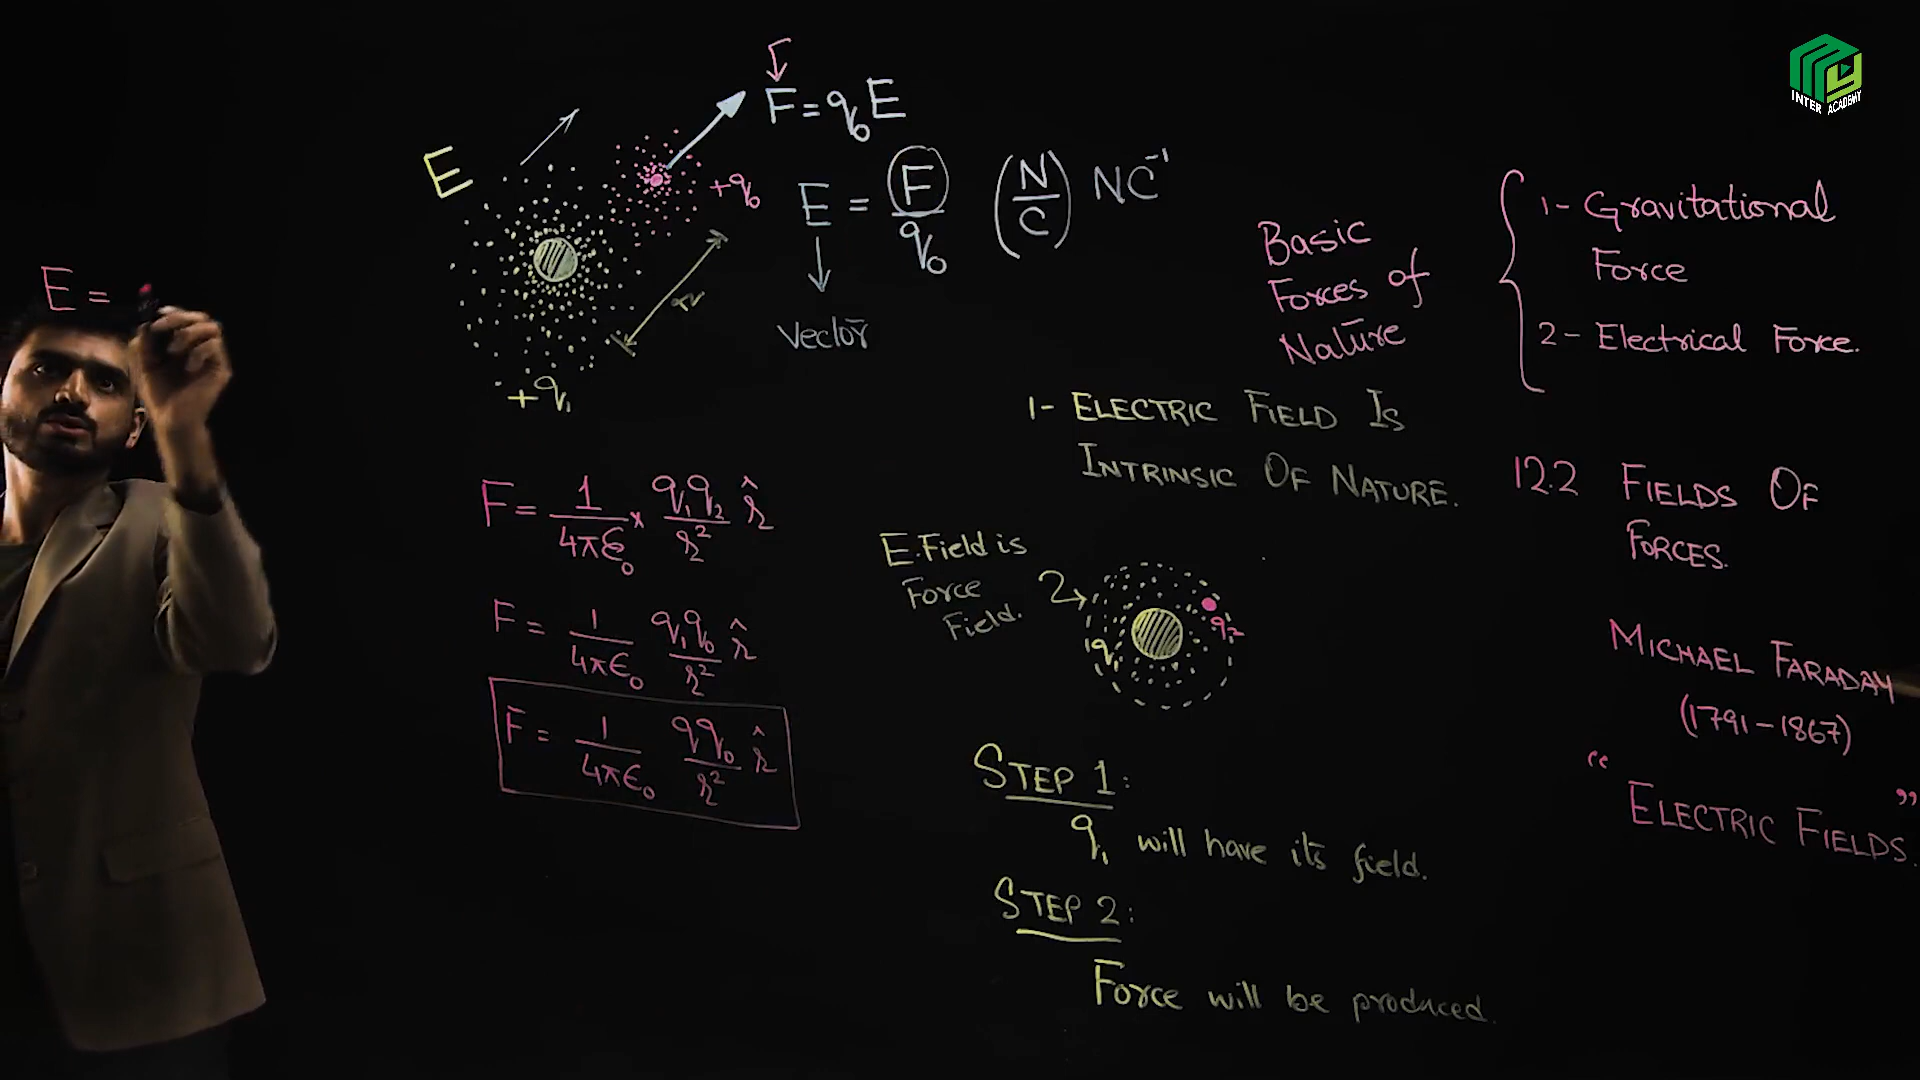 E =
E
F = q₀E
+q₀
E = F/q₀ (N/C) NC⁻¹
r
Vector
+q₁
F = 1/4πε₀ × q₁q₂/r² r̂
F = 1/4πε₀ q₁q₀/r² r̂
F = 1/4πε₀ qq₀/r² r̂
Basic
Forces of
Nature
1- Gravitational
Force
2- Electrical Force.
1- ELECTRIC FIELD IS
INTRINSIC OF NATURE.
E.Field is
Force
Field.
2
q₁
q₂
STEP 1:
q₁ will have its field.
STEP 2:
Force will be produced.
12.2 FIELDS OF
FORCES.
MICHAEL FARADAY
(1791-1867)
"ELECTRIC FIELDS."
INTER ACADEMY